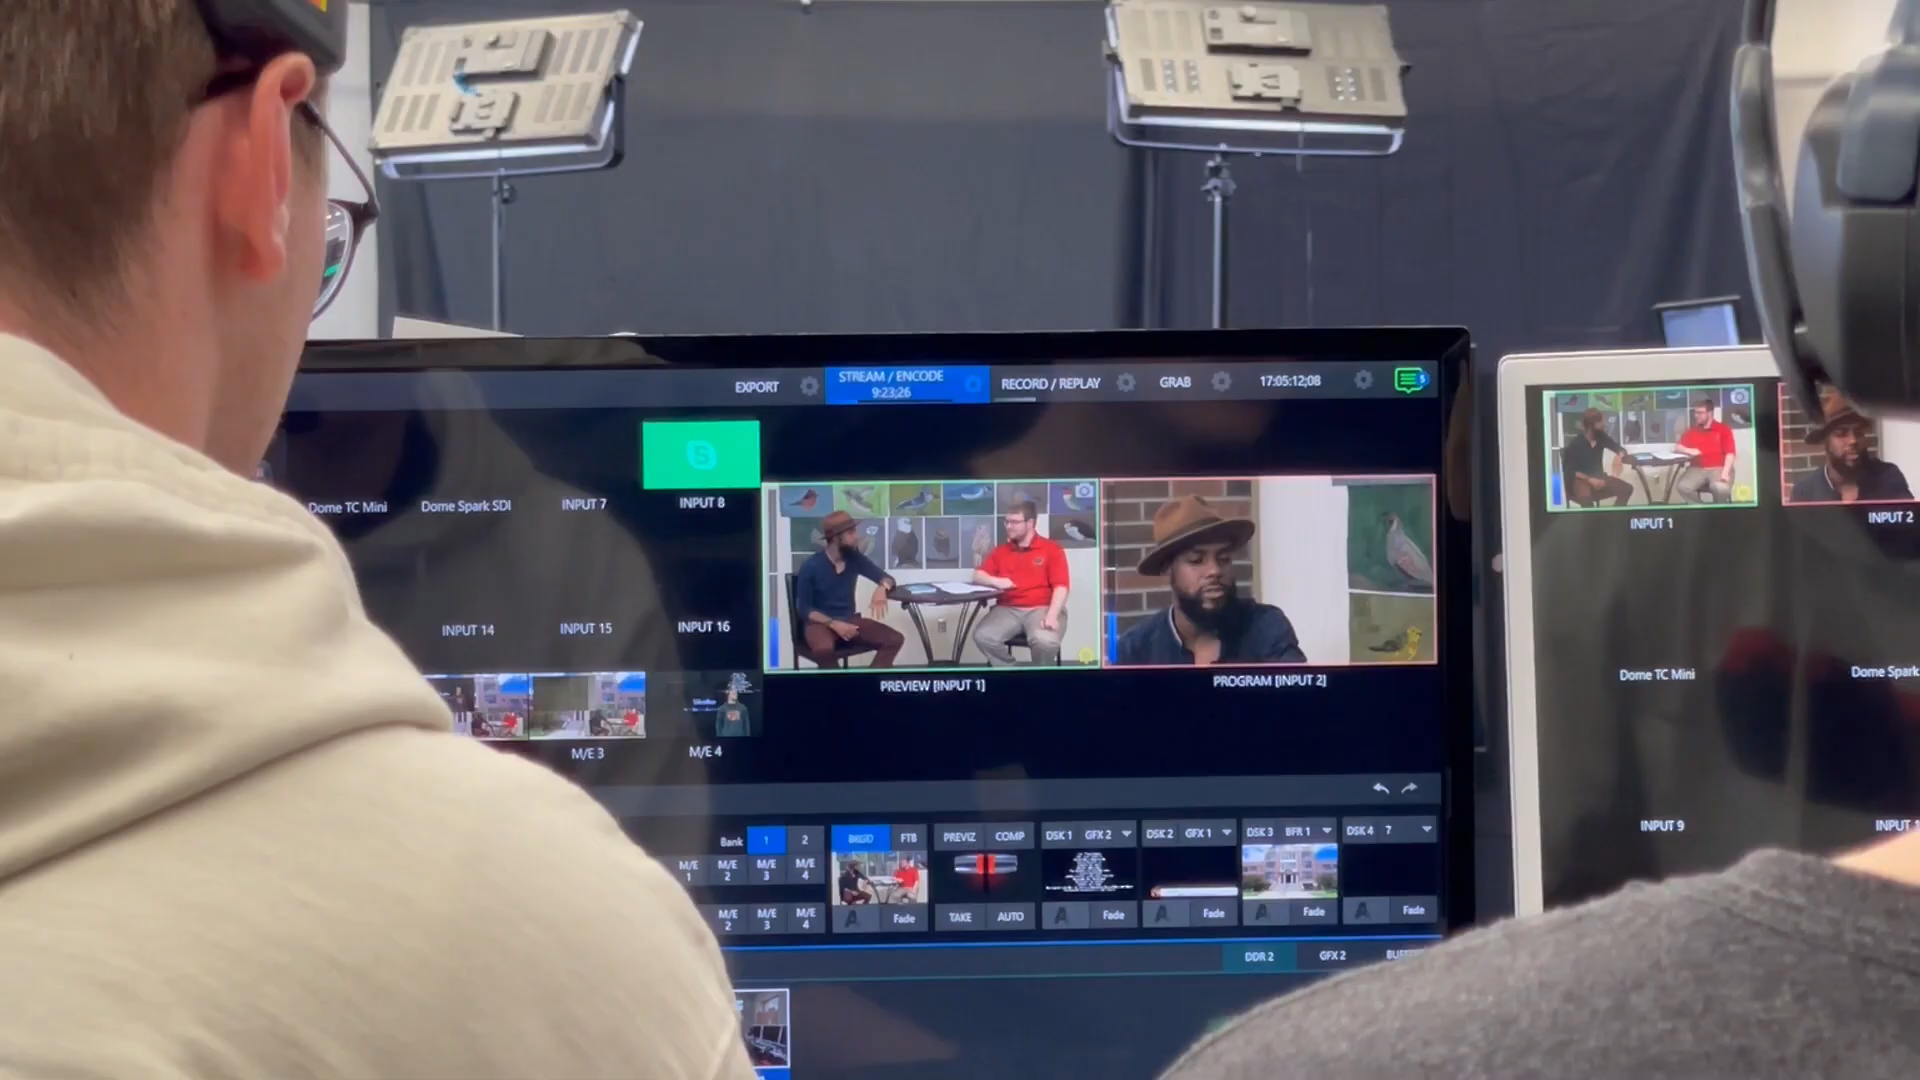 EXPORT
STREAM / ENCODE
9:23;26
RECORD / REPLAY
GRAB
17:05:12;08
5
S
Dome TC Mini
Dome Spark SDI
INPUT 7
INPUT 8
INPUT 14
INPUT 15
INPUT 16
PREVIEW [INPUT 1]
PROGRAM [INPUT 2]
M/E 3
M/E 4
Bank 1 2
M/E 1 M/E 2 M/E 3 M/E 4
M/E 2 M/E 3 M/E 4
BKGD FTB
A Fade
PREVIZ COMP
TAKE AUTO
DSK 1 GFX 2
A Fade
DSK 2 GFX 1
A Fade
DSK 3 BFR 1
A Fade
DSK 4 7
A Fade
DDR 2
GFX 2
INPUT 1
INPUT 2
Dome TC Mini
Dome Spark
INPUT 9
INPUT 1